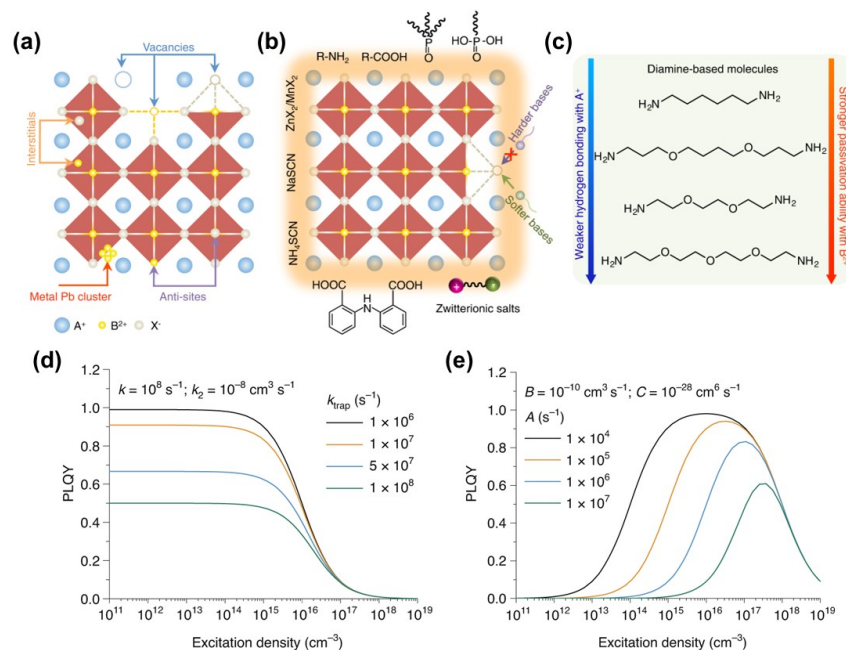 (a)
Vacancies
Interstitials
Metal Pb cluster
Anti-sites
A⁺
B²⁺
X⁻
(b)
R-NH₂
R-COOH
P
O
HO
P
OH
O
ZnX₂/MnX₂
NaSCN
NH₄SCN
Harder bases
Softer bases
HOOC
H
N
COOH
Zwitterionic salts
(c)
Diamine-based molecules
Weaker hydrogen bonding with A⁺
Stronger passivation ability with B²⁺
H₂N
NH₂
H₂N
O
O
NH₂
H₂N
O
O
NH₂
H₂N
O
O
O
NH₂
(d)
k = 10⁸ s⁻¹; k₂ = 10⁻⁸ cm³ s⁻¹
k_trap (s⁻¹)
1 × 10⁶
1 × 10⁷
5 × 10⁷
1 × 10⁸
PLQY
1.2
1.0
0.8
0.6
0.4
0.2
0
10¹¹ 10¹² 10¹³ 10¹⁴ 10¹⁵ 10¹⁶ 10¹⁷ 10¹⁸ 10¹⁹
Excitation density (cm⁻³)
(e)
B = 10⁻¹⁰ cm³ s⁻¹; C = 10⁻²⁸ cm⁶ s⁻¹
A (s⁻¹)
1 × 10⁴
1 × 10⁵
1 × 10⁶
1 × 10⁷
PLQY
1.2
1.0
0.8
0.6
0.4
0.2
0
10¹¹ 10¹² 10¹³ 10¹⁴ 10¹⁵ 10¹⁶ 10¹⁷ 10¹⁸ 10¹⁹
Excitation density (cm⁻³)